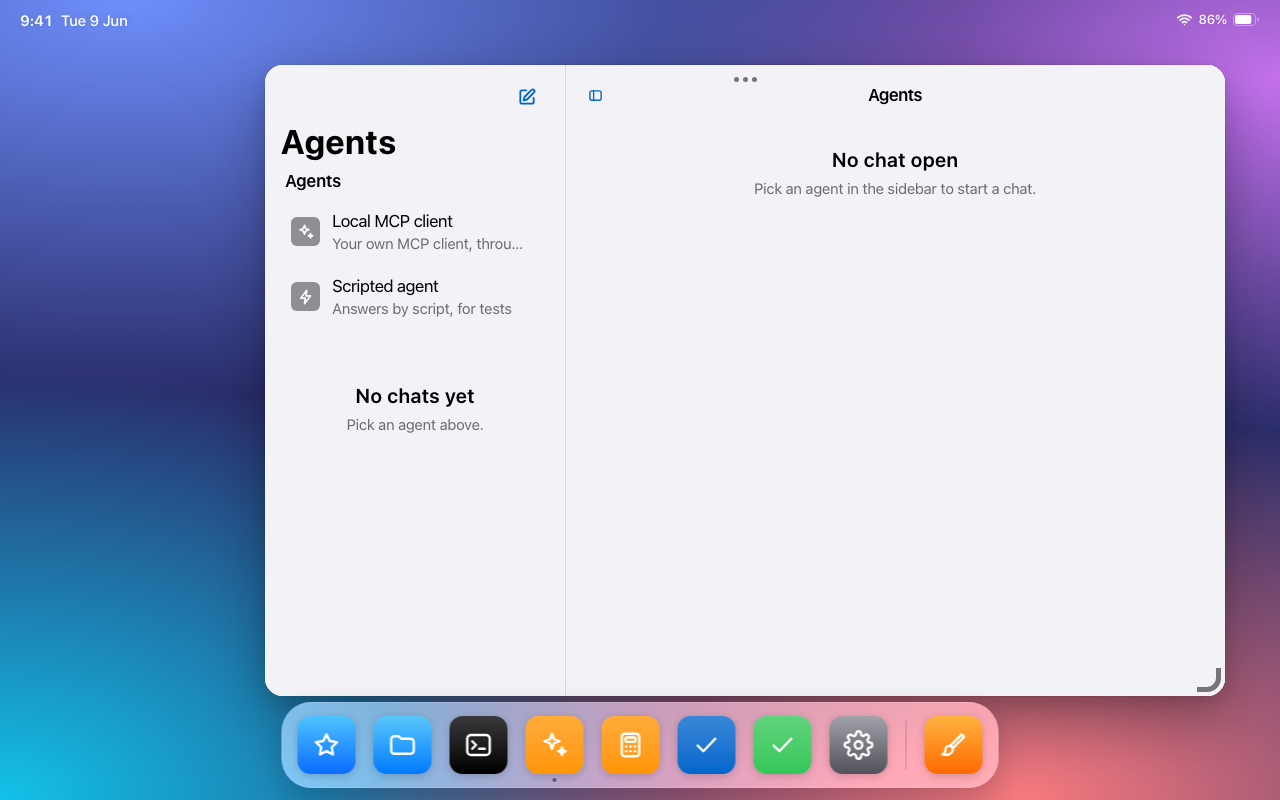 9:41 Tue 9 Jun
86%
Agents
Agents
Local MCP client
Your own MCP client, throu...
Scripted agent
Answers by script, for tests
No chats yet
Pick an agent above.
Agents
No chat open
Pick an agent in the sidebar to start a chat.